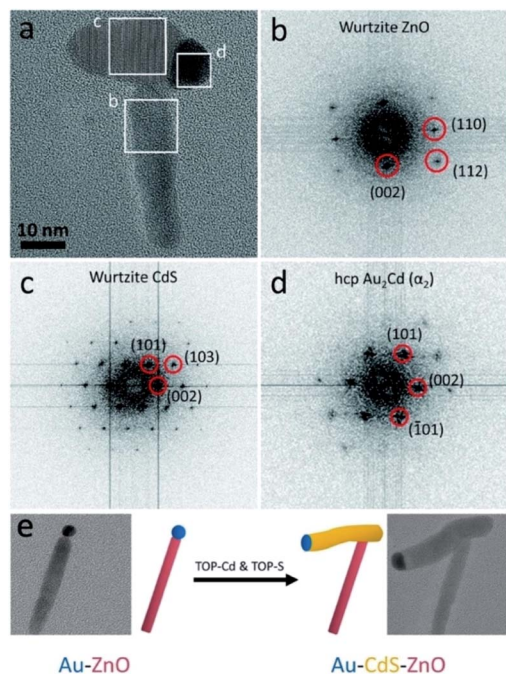 a
c
d
b
10 nm
b
Wurtzite ZnO
(110)
(112)
(002)
c
Wurtzite CdS
(101)
(103)
(002)
d
hcp Au₂Cd (α₂)
(101)
(002)
(1̄01)
e
TOP-Cd & TOP-S
Au-ZnO
Au-CdS-ZnO